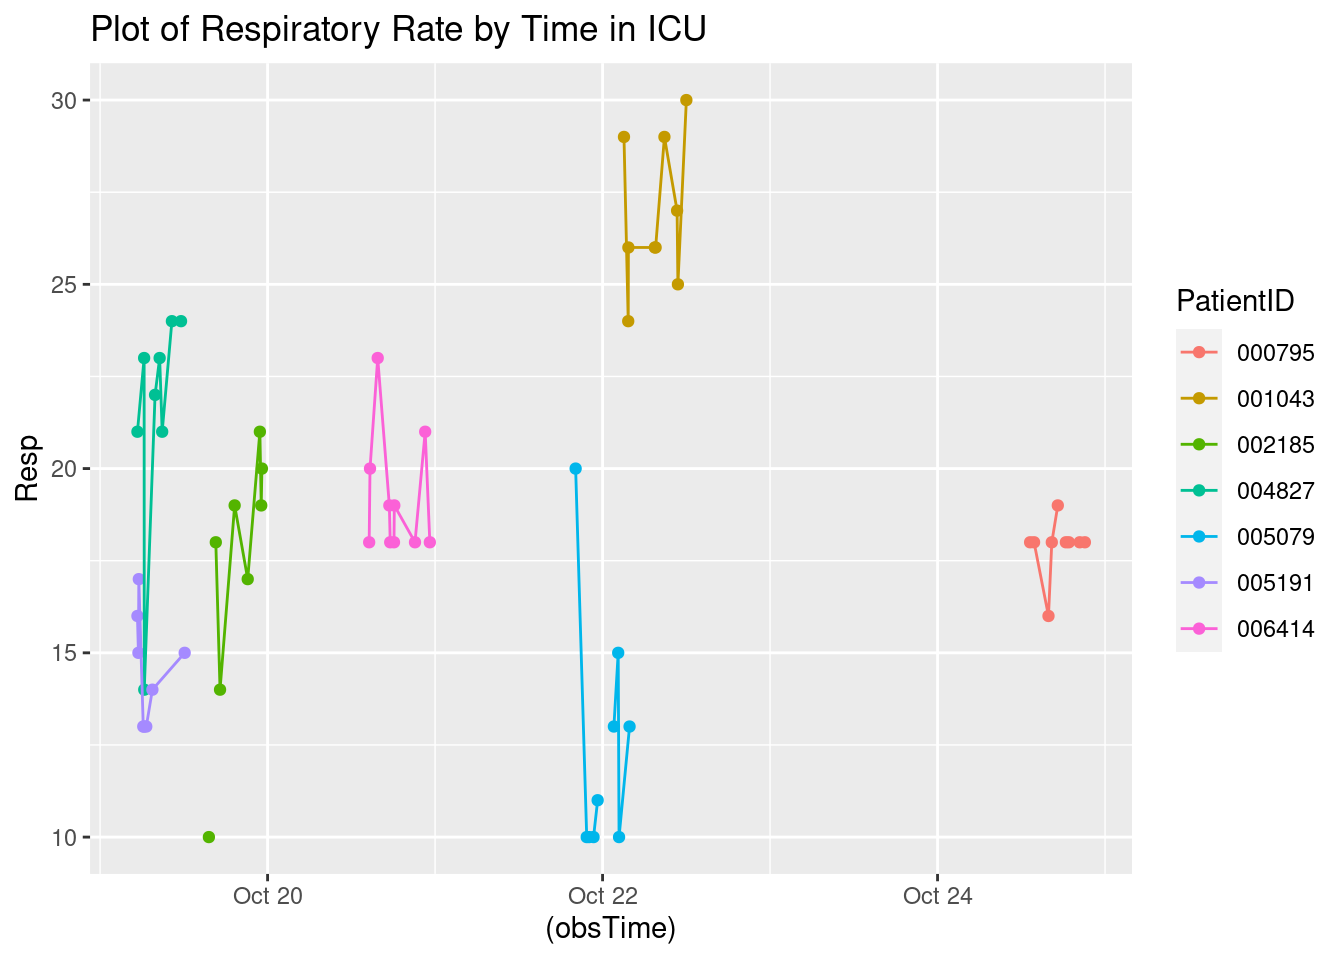 Plot of Respiratory Rate by Time in ICU
30
25
20
15
10
Resp
Oct 20
Oct 22
Oct 24
(obsTime)
PatientID
000795
001043
002185
004827
005079
005191
006414